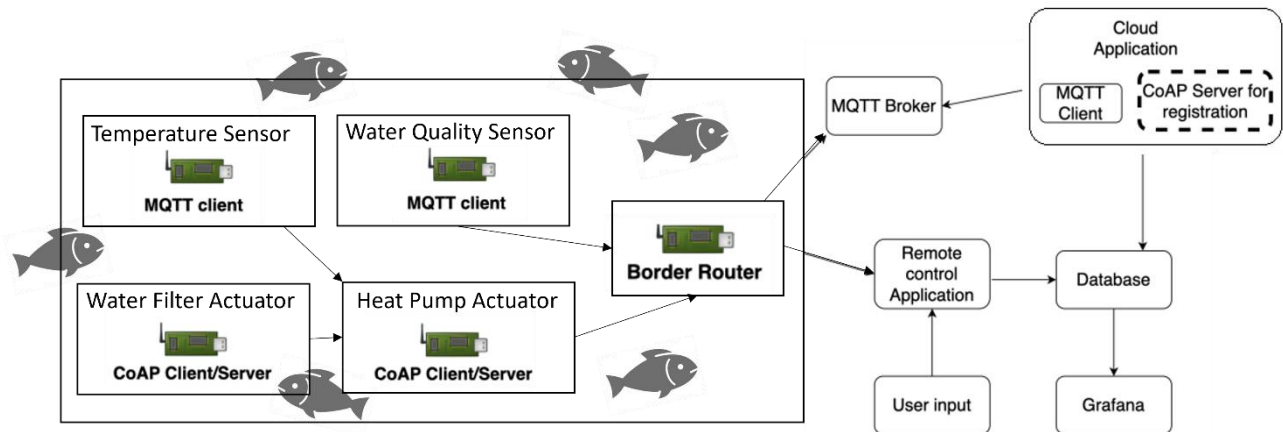 Temperature Sensor
MQTT client
Water Quality Sensor
MQTT client
Water Filter Actuator
CoAP Client/Server
Heat Pump Actuator
CoAP Client/Server
Border Router
MQTT Broker
Cloud
Application
MQTT
Client
CoAP Server for
registration
Remote
control
Application
Database
User input
Grafana